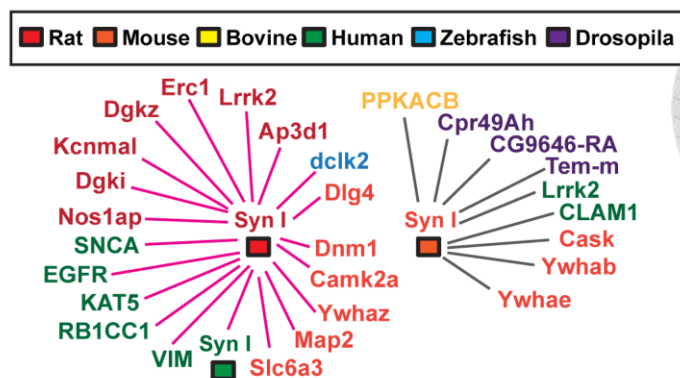 Rat Mouse Bovine Human Zebrafish Drosopila
Erc1
Lrrk2
Dgkz
Ap3d1
Kcnmal
dclk2
Dgki
Dlg4
Nos1ap
Syn I
SNCA
Dnm1
EGFR
Camk2a
KAT5
Ywhaz
RB1CC1
Map2
VIM
Syn I
Slc6a3
PPKACB
Cpr49Ah
CG9646-RA
Tem-m
Lrrk2
Syn I
CLAM1
Cask
Ywhab
Ywhae